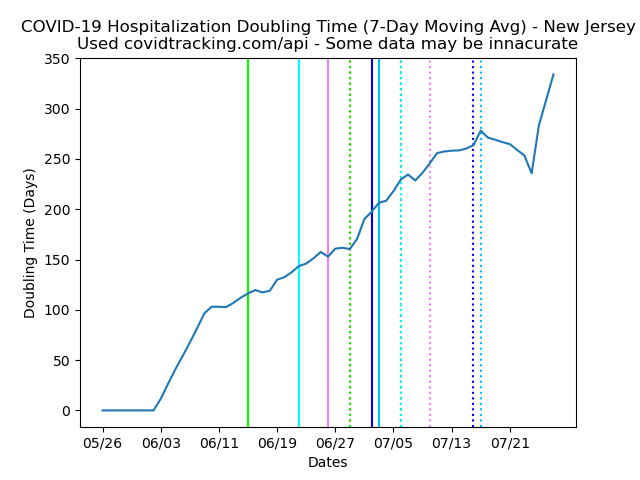 COVID-19 Hospitalization Doubling Time (7-Day Moving Avg) - New Jersey
Used covidtracking.com/api - Some data may be innacurate
350
300
250
200
150
100
50
0
Doubling Time (Days)
05/26 06/03 06/11 06/19 06/27 07/05 07/13 07/21
Dates